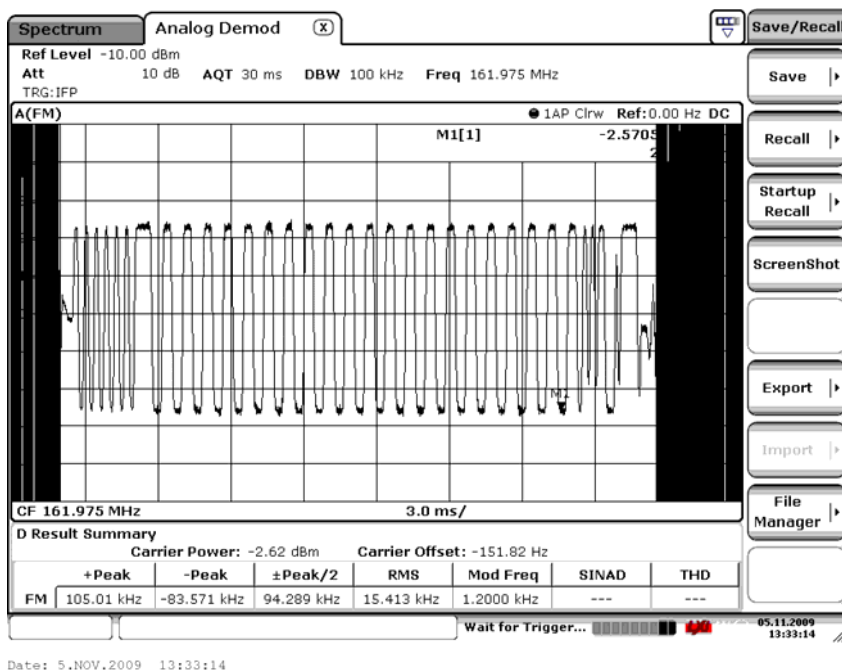 Spectrum Analog Demod X Save/Recall
Ref Level -10.00 dBm
Att 10 dB AQT 30 ms DBW 100 kHz Freq 161.975 MHz
TRG:IFP
Save
A(FM) 1AP Clrw Ref:0.00 Hz DC
M1[1] -2.5705
2
Recall
Startup
Recall
ScreenShot
M1
Export
Import
CF 161.975 MHz 3.0 ms/
File
Manager
D Result Summary
Carrier Power: -2.62 dBm Carrier Offset: -151.82 Hz
+Peak -Peak ±Peak/2 RMS Mod Freq SINAD THD
FM 105.01 kHz -83.571 kHz 94.289 kHz 15.413 kHz 1.2000 kHz --- ---
Wait for Trigger... 05.11.2009
13:33:14
Date: 5.NOV.2009 13:33:14